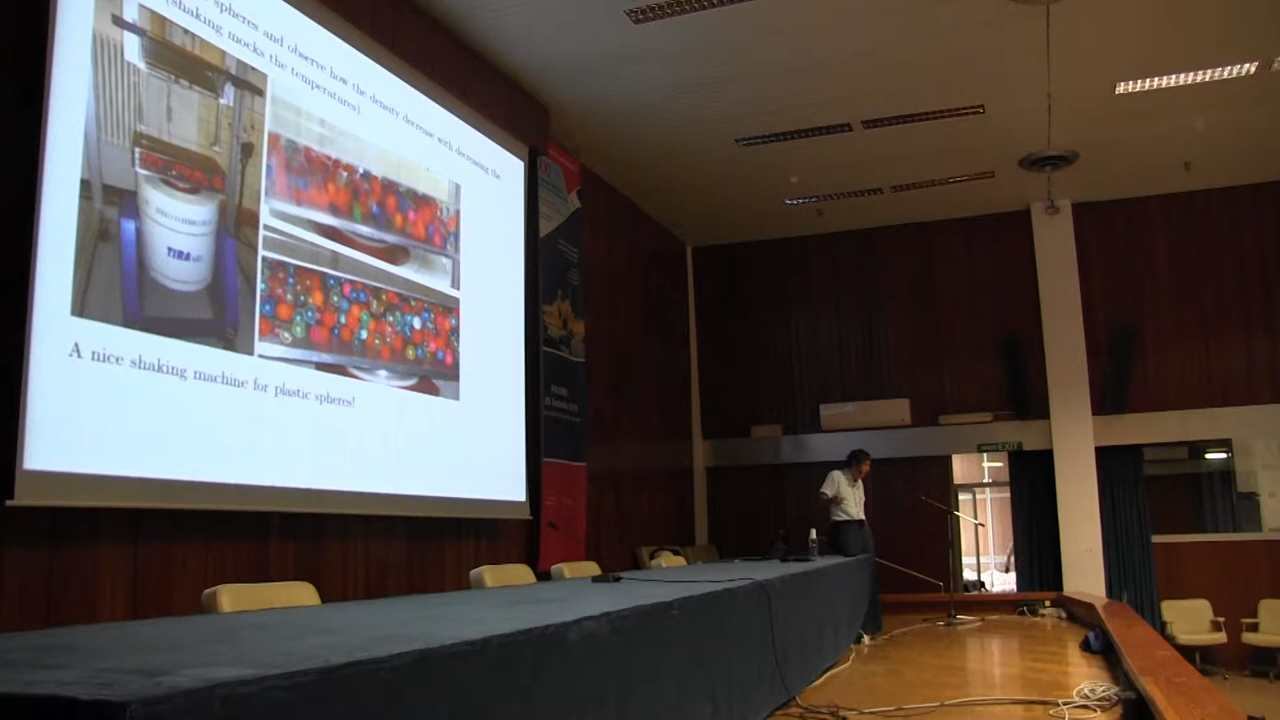 spheres and observe how the density decrease with decreasing the
(shaking mocks the temperatures).
TIRA
A nice shaking machine for plastic spheres!
EXIT